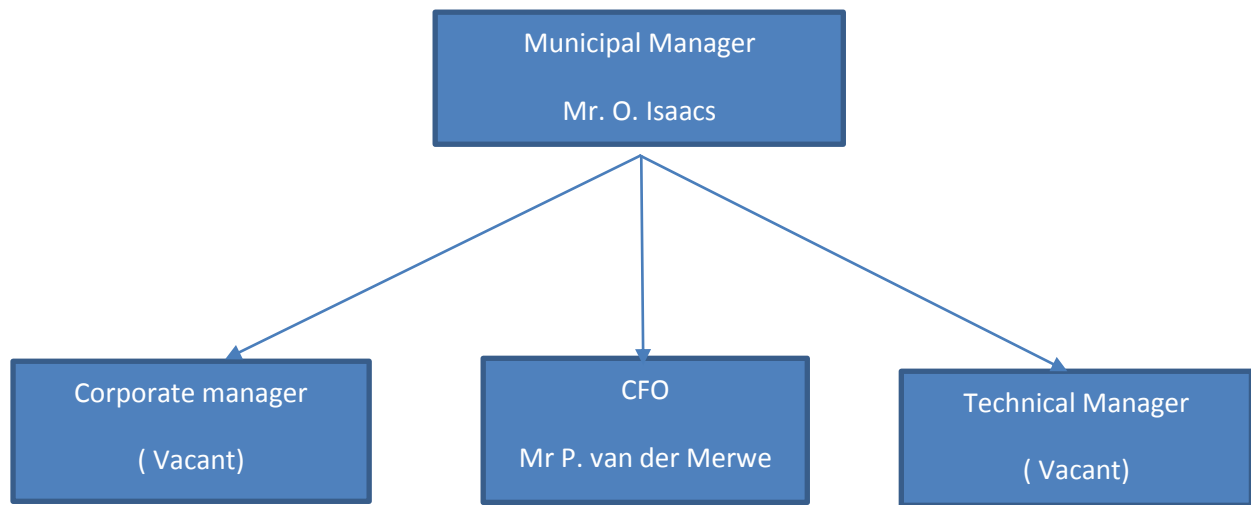 Municipal Manager
Mr. O. Isaacs
Corporate manager
( Vacant)
CFO
Mr P. van der Merwe
Technical Manager
( Vacant)